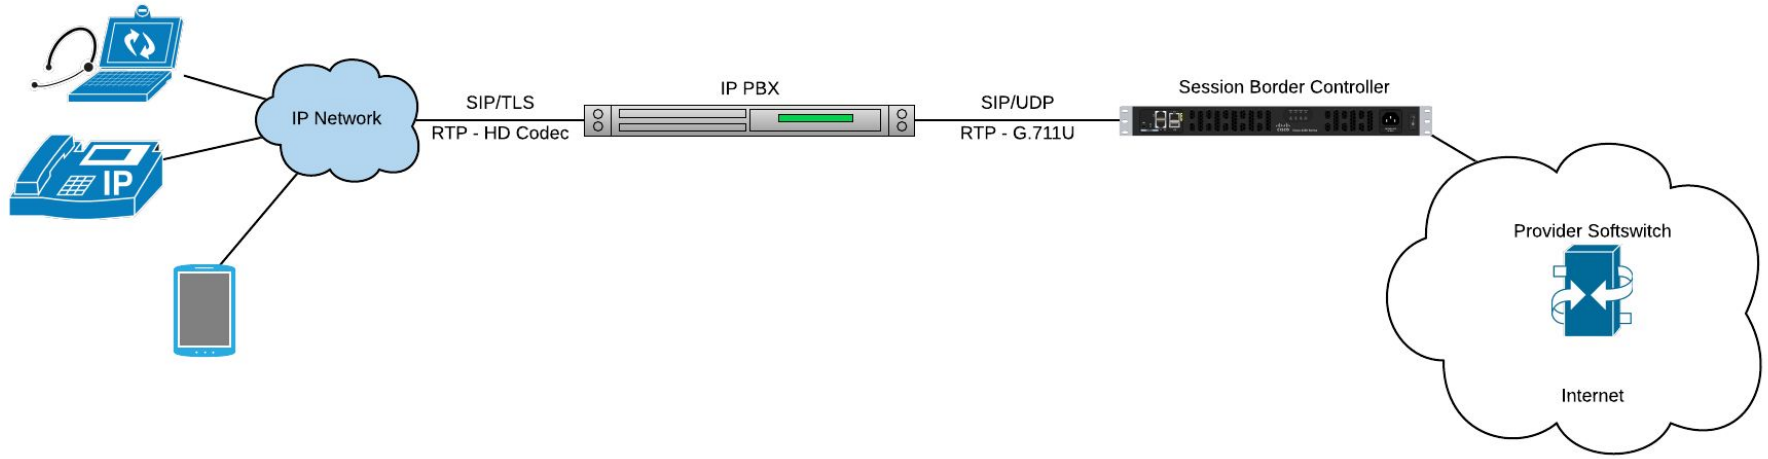 IP Network
IP
SIP/TLS
RTP - HD Codec
IP PBX
SIP/UDP
RTP - G.711U
Session Border Controller
Provider Softswitch
Internet